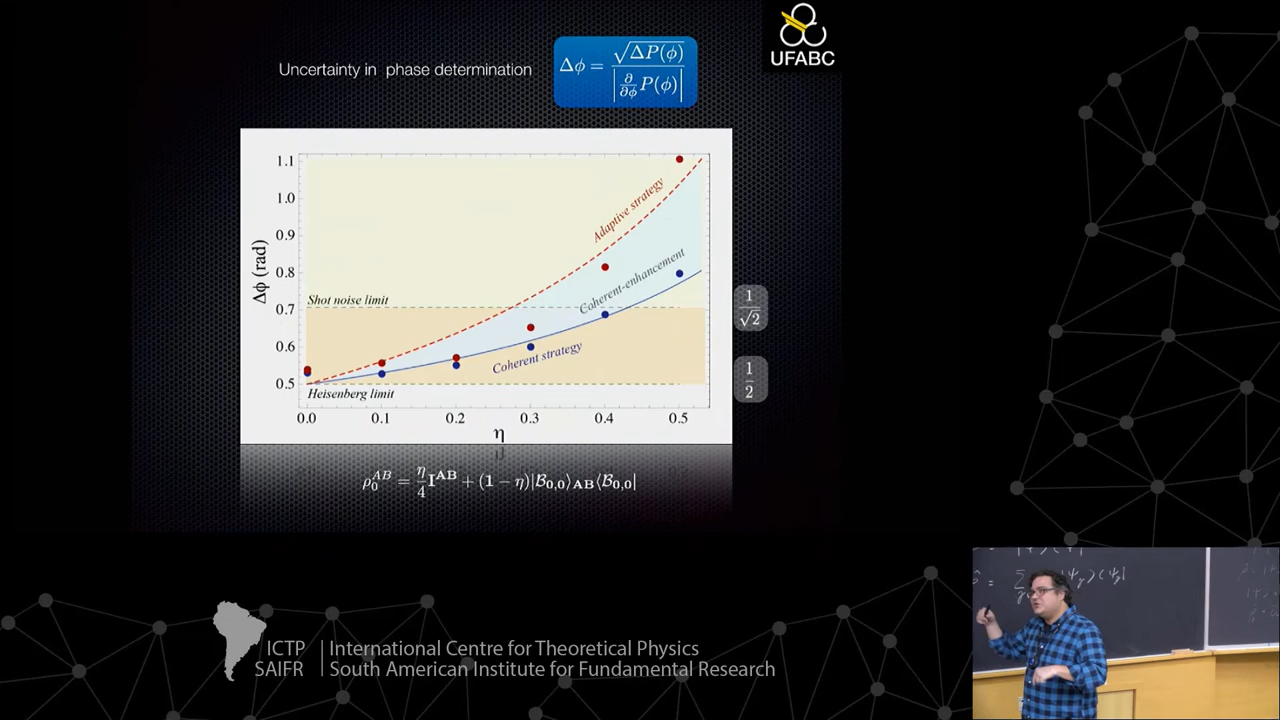 UFABC
Uncertainty in phase determination
Δϕ = √ΔP(ϕ) / |∂/∂ϕ P(ϕ)|
1.1
1.0
0.9
0.8
0.7
0.6
0.5
Δϕ (rad)
Adaptive strategy
Coherent-enhancement
Shot noise limit
Coherent strategy
Heisenberg limit
1/√2
1/2
0.0 0.1 0.2 0.3 0.4 0.5
η
ρ₀^AB = η/4 I^AB + (1 − η)|B₀,₀⟩AB⟨B₀,₀|
ICTP | International Centre for Theoretical Physics
SAIFR | South American Institute for Fundamental Research